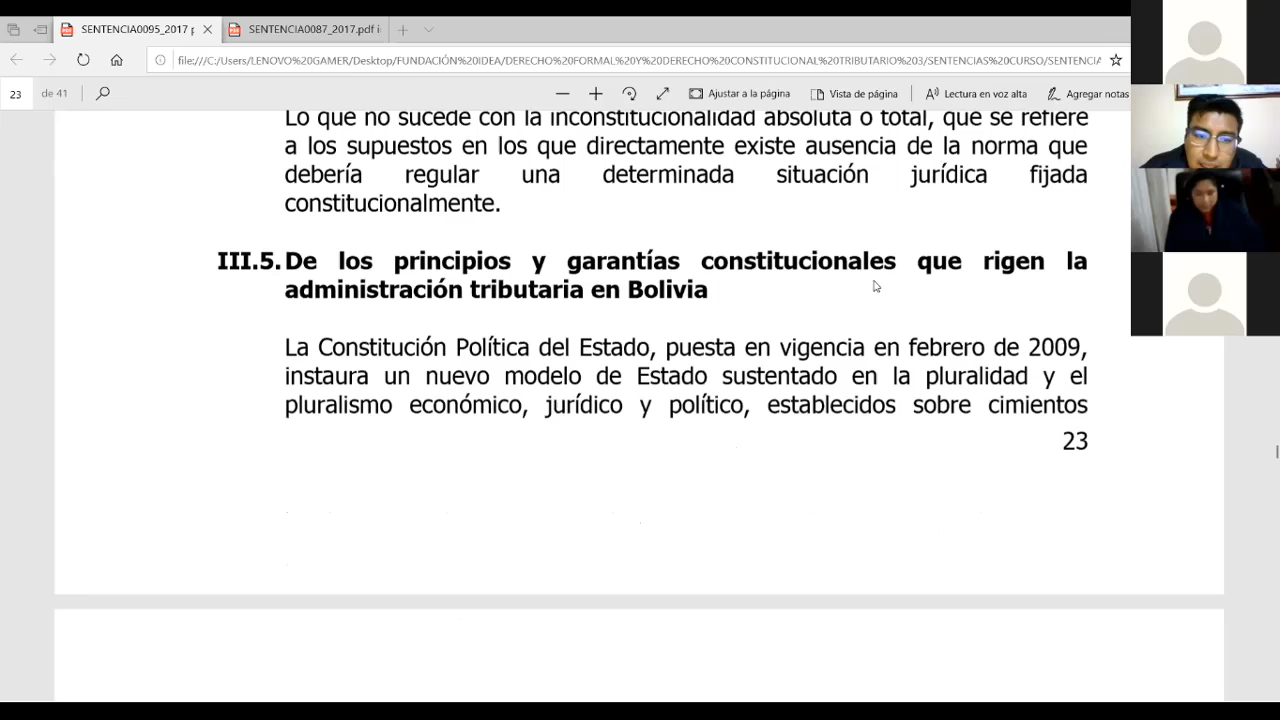 SENTENCIA0095_2017 p
SENTENCIA0087_2017.pdf i
file:///C:/Users/LENOVO%20GAMER/Desktop/FUNDACIÓN%20IDEA/DERECHO%20FORMAL%20Y%20DERECHO%20CONSTITUCIONAL%20TRIBUTARIO%203/SENTENCIAS%20CURSO/SENTENCIA
23 de 41
Ajustar a la página
Vista de página
Lectura en voz alta
Agregar notas
Lo que no sucede con la inconstitucionalidad absoluta o total, que se refiere
a los supuestos en los que directamente existe ausencia de la norma que
debería regular una determinada situación jurídica fijada
constitucionalmente.
III.5. De los principios y garantías constitucionales que rigen la
administración tributaria en Bolivia
La Constitución Política del Estado, puesta en vigencia en febrero de 2009,
instaura un nuevo modelo de Estado sustentado en la pluralidad y el
pluralismo económico, jurídico y político, establecidos sobre cimientos
23